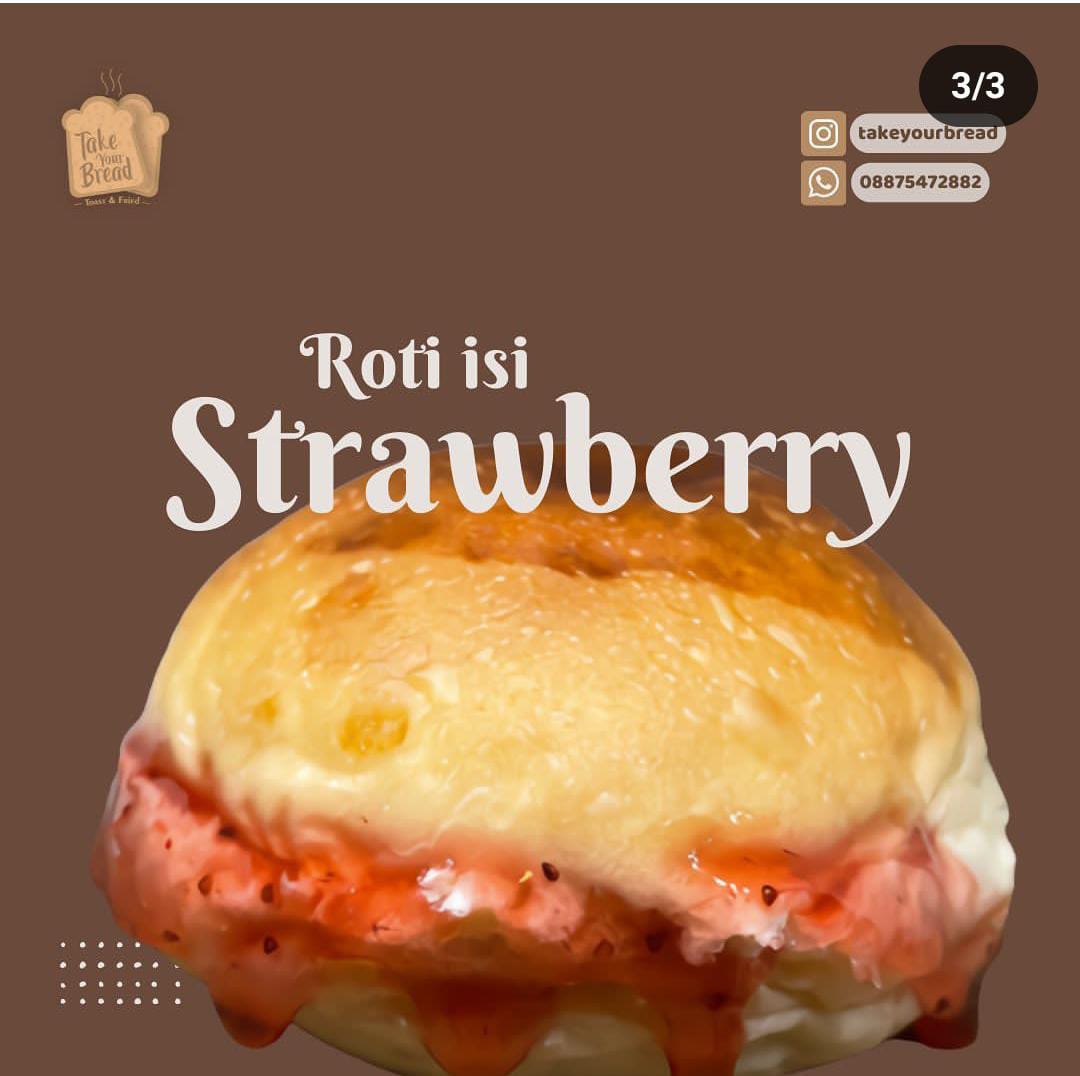 Take
Your
Bread
Toast & Fried
3/3
takeyourbread
08875472882
Roti isi
Strawberry